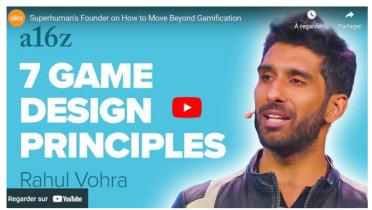 a16z
Superhuman's Founder on How to Move Beyond Gamification
À regarder
Partager
a16z
7 GAME
DESIGN
PRINCIPLES
Rahul Vohra
Regarder sur YouTube